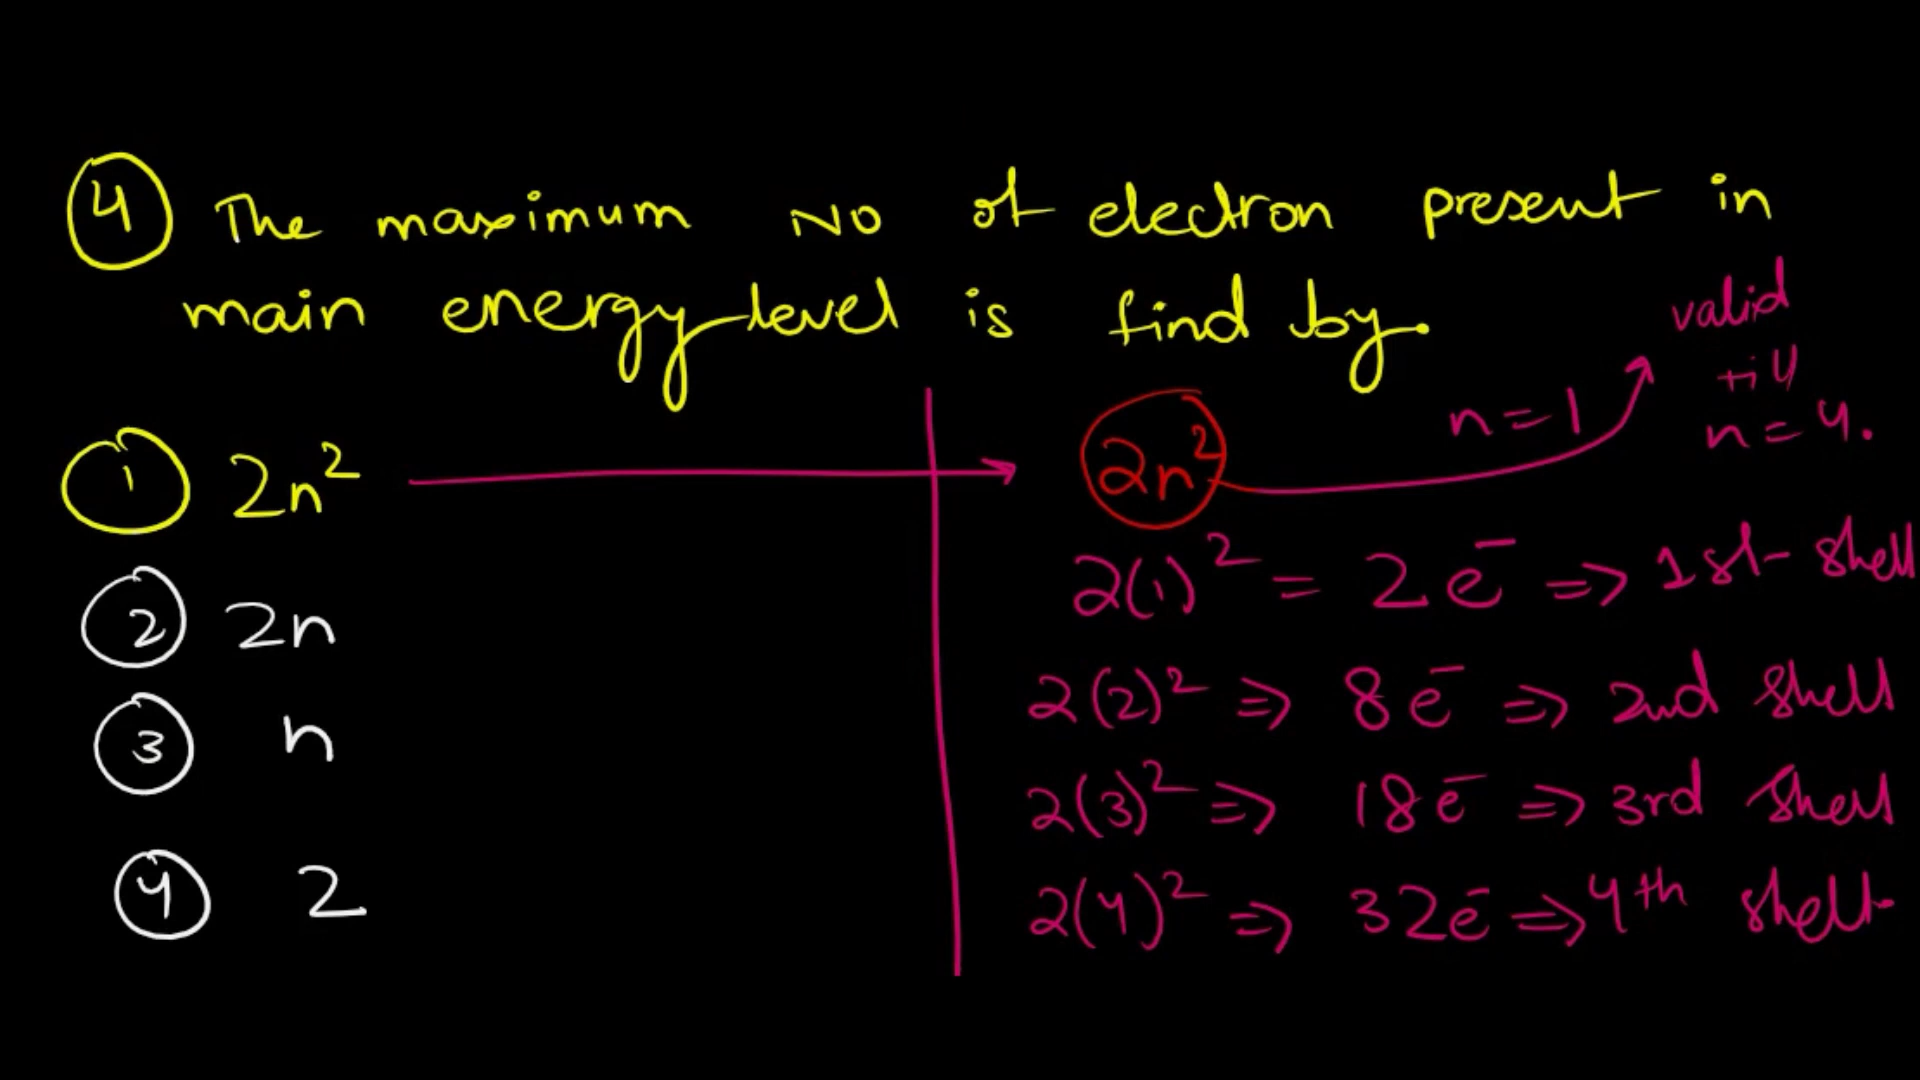 4 The maximum No of electron present in
main energy level is find by.
1 2n²
2 2n
3 n
4 2
2n²
n=1
valid
till
n=4.
2(1)² = 2e⁻ => 1st shell
2(2)² => 8e⁻ => 2nd shell
2(3)² => 18e⁻ => 3rd shell
2(4)² => 32e⁻ => 4th shell.